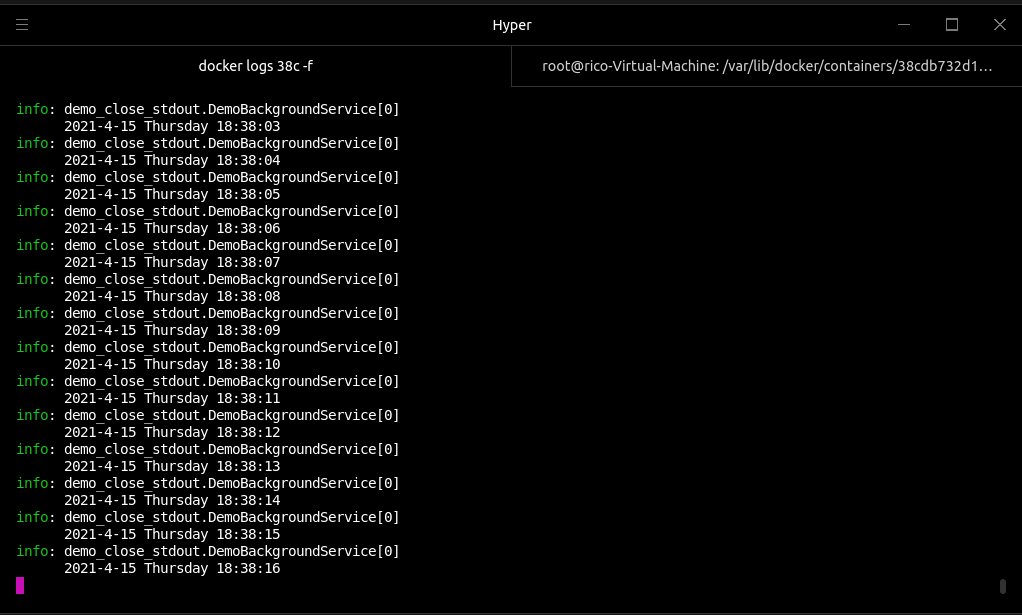 Hyper
docker logs 38c -f
root@rico-Virtual-Machine: /var/lib/docker/containers/38cdb732d1...
info: demo_close_stdout.DemoBackgroundService[0]
2021-4-15 Thursday 18:38:03
info: demo_close_stdout.DemoBackgroundService[0]
2021-4-15 Thursday 18:38:04
info: demo_close_stdout.DemoBackgroundService[0]
2021-4-15 Thursday 18:38:05
info: demo_close_stdout.DemoBackgroundService[0]
2021-4-15 Thursday 18:38:06
info: demo_close_stdout.DemoBackgroundService[0]
2021-4-15 Thursday 18:38:07
info: demo_close_stdout.DemoBackgroundService[0]
2021-4-15 Thursday 18:38:08
info: demo_close_stdout.DemoBackgroundService[0]
2021-4-15 Thursday 18:38:09
info: demo_close_stdout.DemoBackgroundService[0]
2021-4-15 Thursday 18:38:10
info: demo_close_stdout.DemoBackgroundService[0]
2021-4-15 Thursday 18:38:11
info: demo_close_stdout.DemoBackgroundService[0]
2021-4-15 Thursday 18:38:12
info: demo_close_stdout.DemoBackgroundService[0]
2021-4-15 Thursday 18:38:13
info: demo_close_stdout.DemoBackgroundService[0]
2021-4-15 Thursday 18:38:14
info: demo_close_stdout.DemoBackgroundService[0]
2021-4-15 Thursday 18:38:15
info: demo_close_stdout.DemoBackgroundService[0]
2021-4-15 Thursday 18:38:16